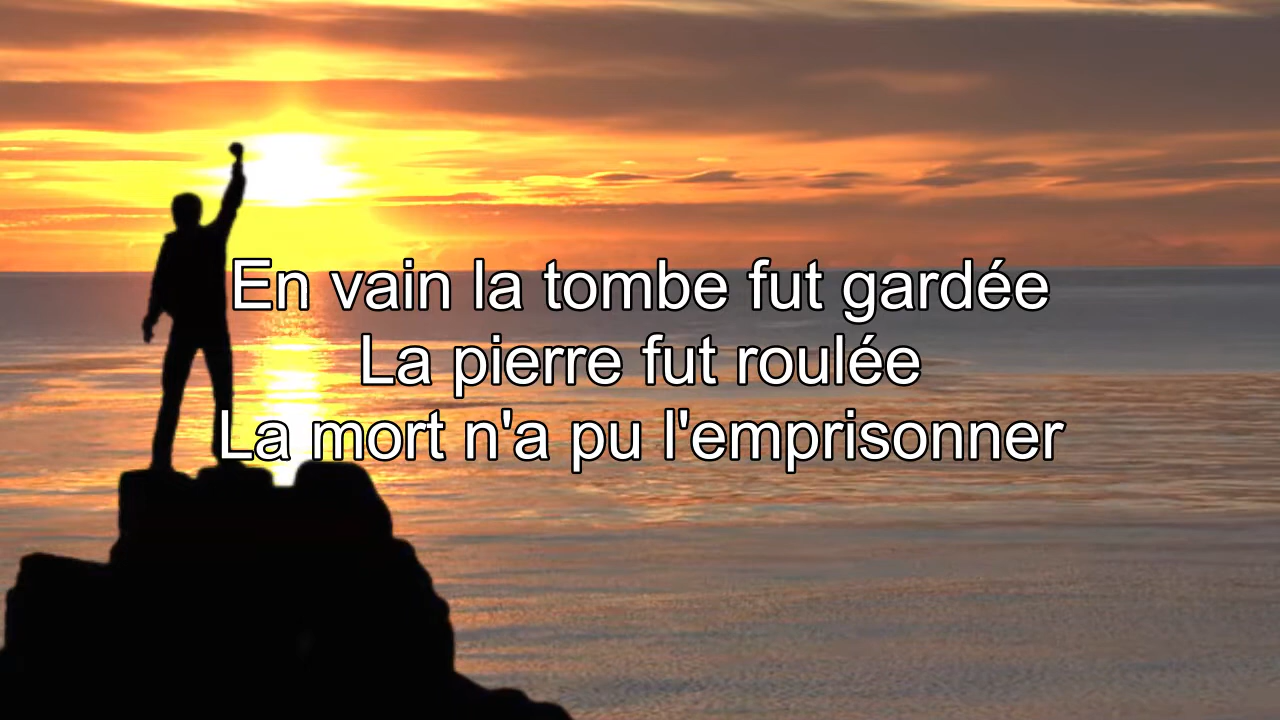 En vain la tombe fut gardée
La pierre fut roulée
La mort n'a pu l'emprisonner